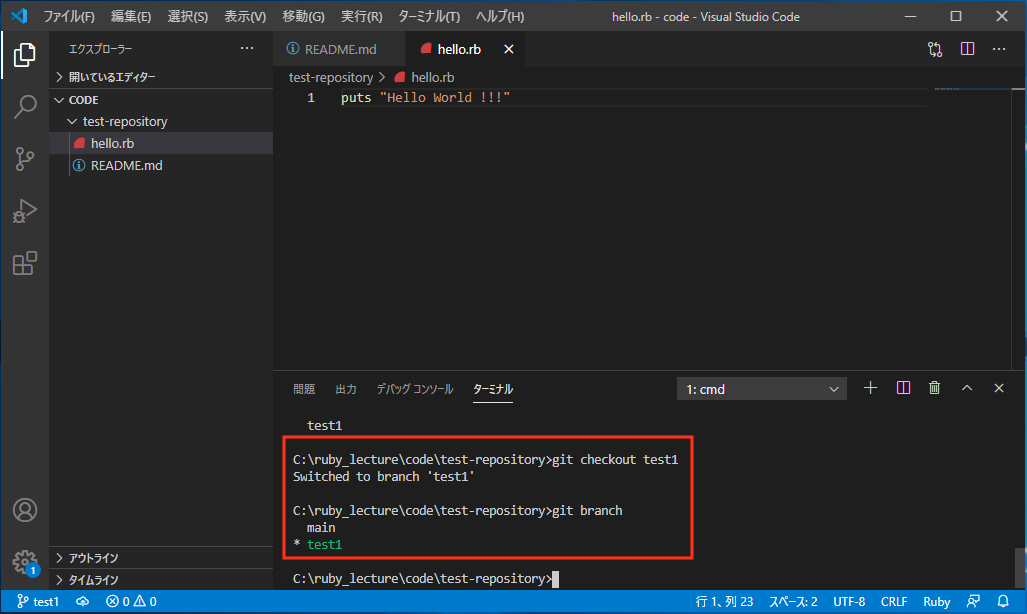 ファイル(F) 編集(E) 選択(S) 表示(V) 移動(G) 実行(R) ターミナル(T) ヘルプ(H) hello.rb - code - Visual Studio Code
エクスプローラー
開いているエディター
CODE
test-repository
hello.rb
README.md
アウトライン
タイムライン
README.md hello.rb
test-repository hello.rb
1 puts "Hello World !!!"
問題 出力 デバッグ コンソール ターミナル 1: cmd
test1
C:\ruby_lecture\code\test-repository>git checkout test1
Switched to branch 'test1'
C:\ruby_lecture\code\test-repository>git branch
main
* test1
C:\ruby_lecture\code\test-repository>
1
test1 0 0 行 1、列 23 スペース: 2 UTF-8 CRLF Ruby